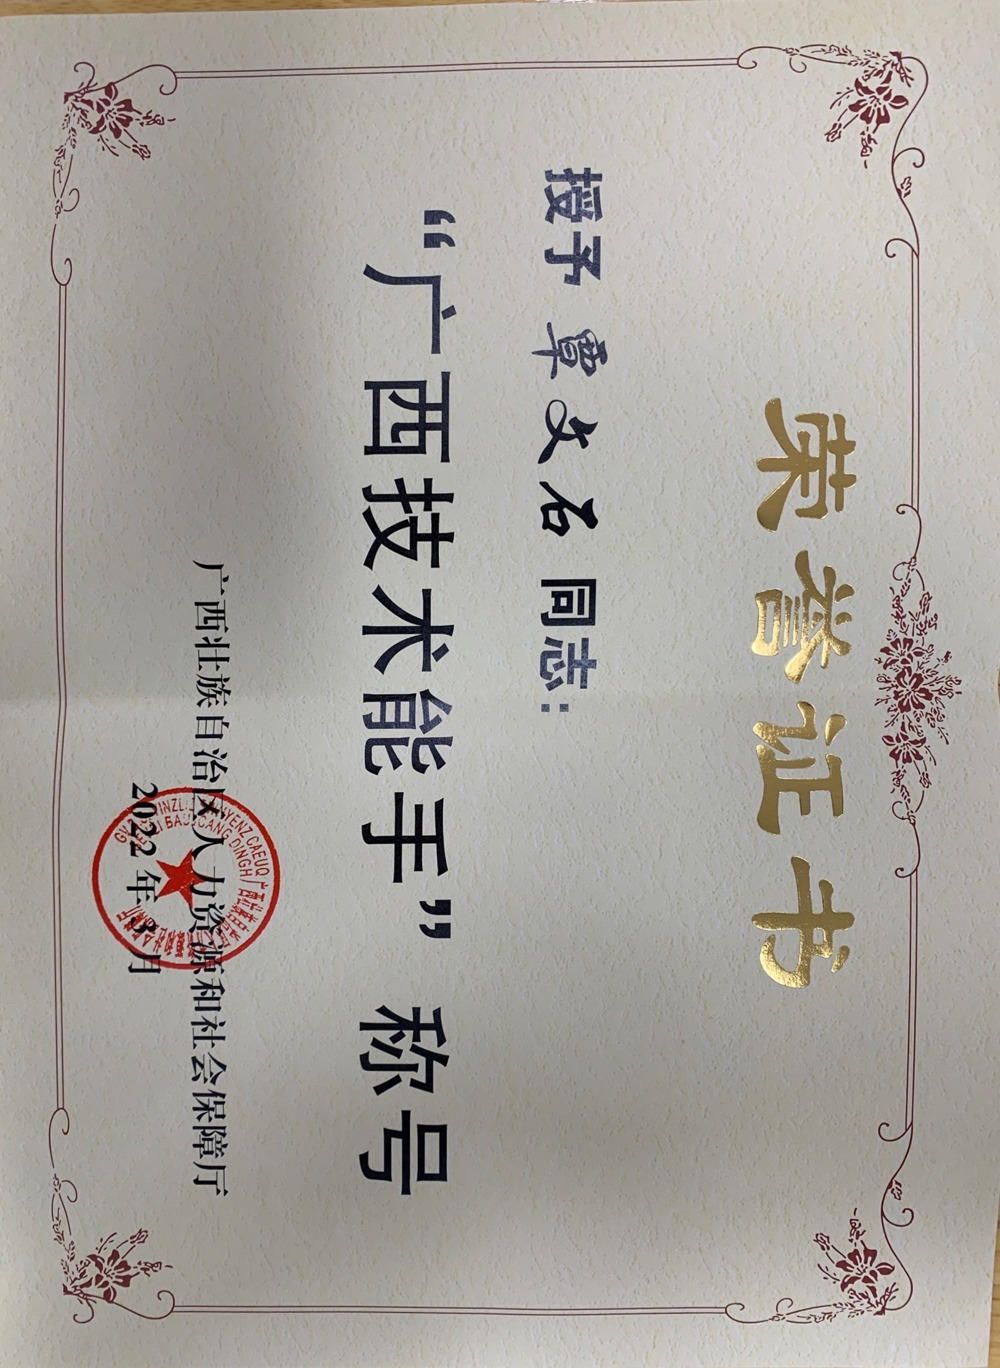 荣誉证书
授予 覃文名 同志：
“广西技术能手”称号
广西壮族自治区人力资源和社会保障厅
2022年3月